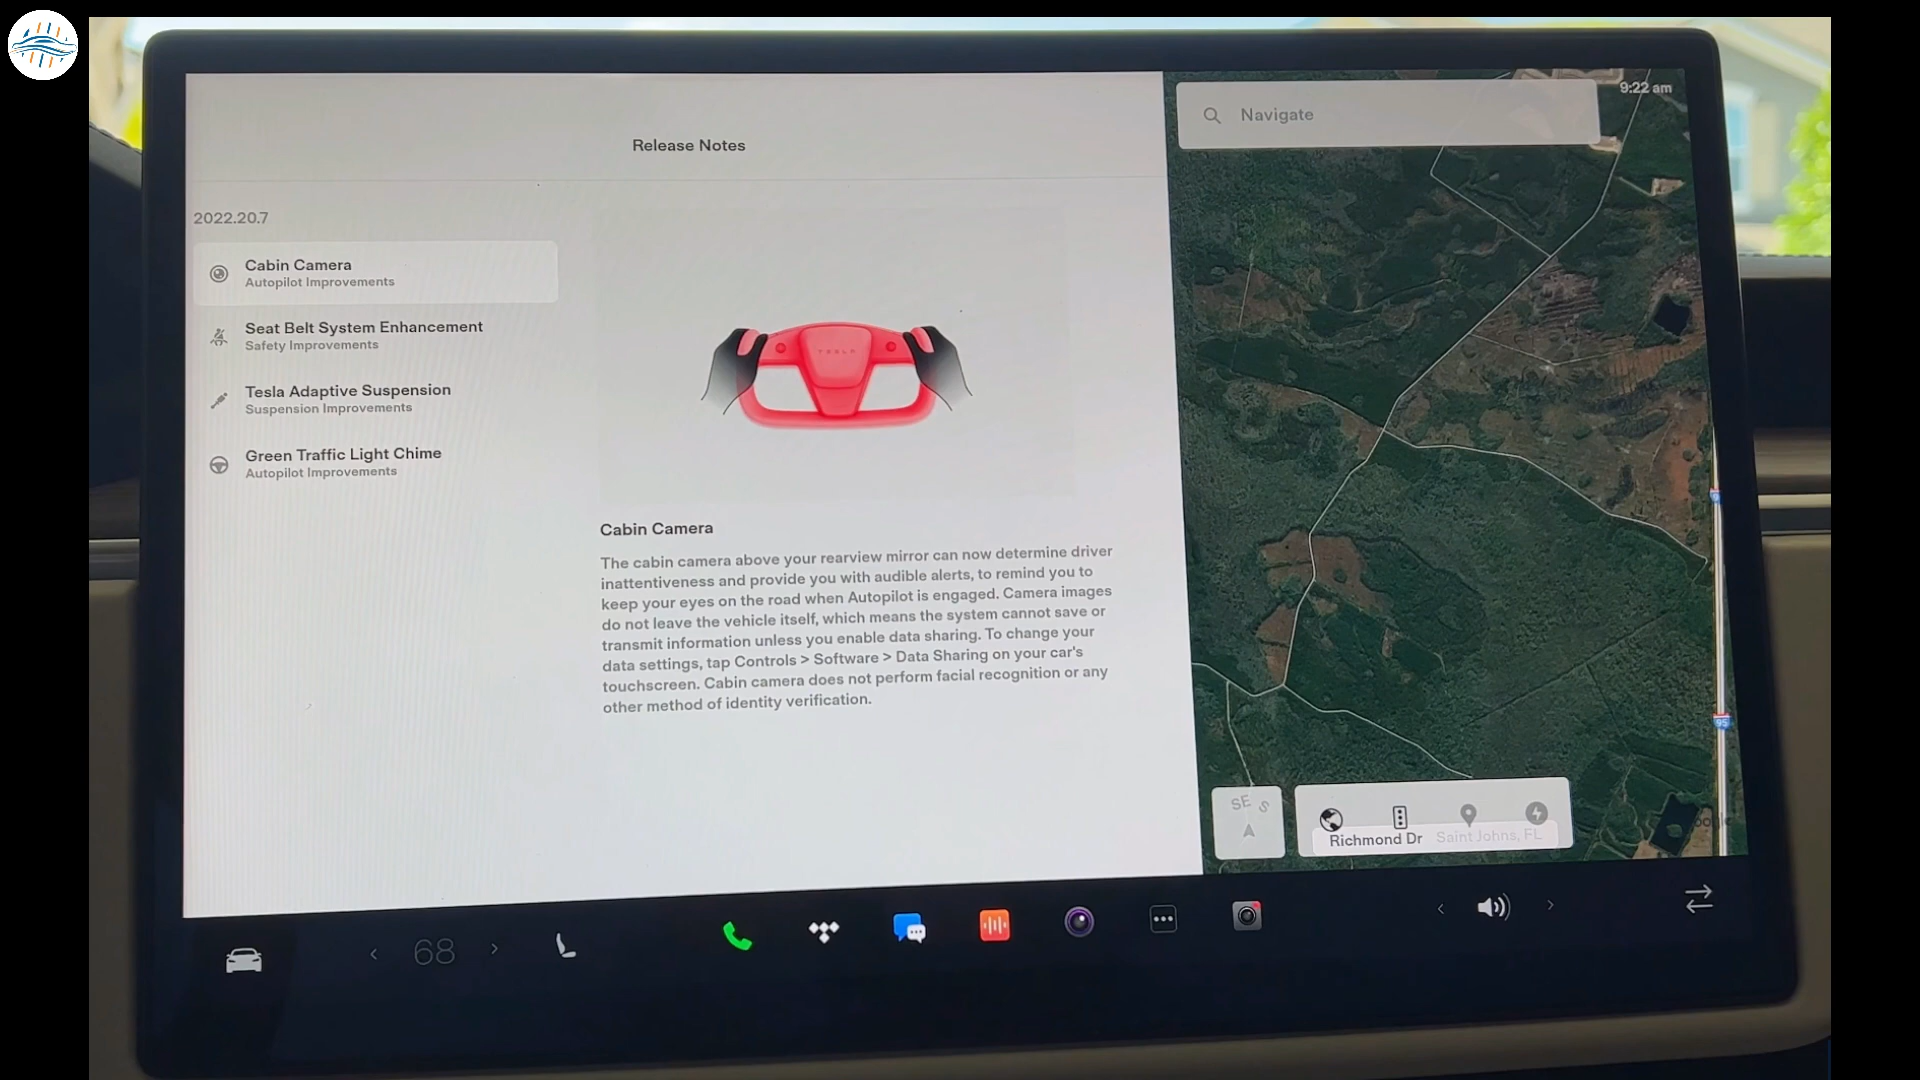 Release Notes
2022.20.7
Cabin Camera
Autopilot Improvements
Seat Belt System Enhancement
Safety Improvements
Tesla Adaptive Suspension
Suspension Improvements
Green Traffic Light Chime
Autopilot Improvements
TESLA
Cabin Camera
The cabin camera above your rearview mirror can now determine driver
inattentiveness and provide you with audible alerts, to remind you to
keep your eyes on the road when Autopilot is engaged. Camera images
do not leave the vehicle itself, which means the system cannot save or
transmit information unless you enable data sharing. To change your
data settings, tap Controls > Software > Data Sharing on your car's
touchscreen. Cabin camera does not perform facial recognition or any
other method of identity verification.
Navigate
9:22 am
95
SE S
Richmond Dr Saint Johns, FL
68